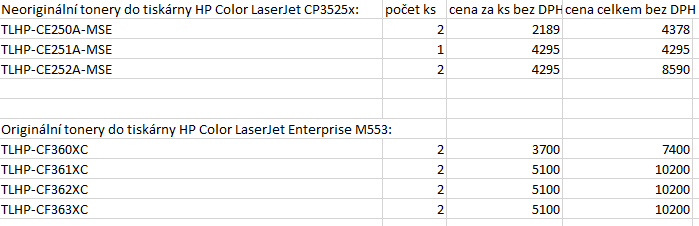 Neoriginální tonery do tiskárny HP Color LaserJet CP3525x: počet ks cena za ks bez DPH cena celkem bez DPH
TLHP-CE250A-MSE 2 2189 4378
TLHP-CE251A-MSE 1 4295 4295
TLHP-CE252A-MSE 2 4295 8590
Originální tonery do tiskárny HP Color LaserJet Enterprise M553:
TLHP-CF360XC 2 3700 7400
TLHP-CF361XC 2 5100 10200
TLHP-CF362XC 2 5100 10200
TLHP-CF363XC 2 5100 10200